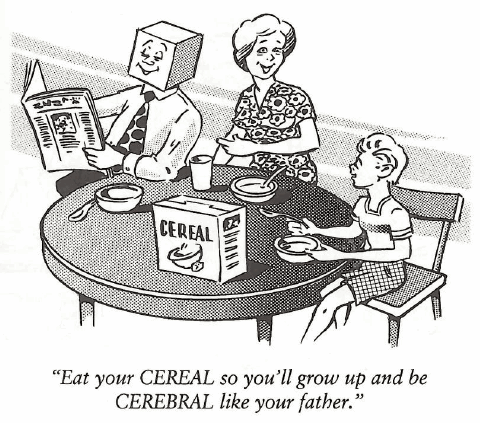 CEREAL
"Eat your CEREAL so you'll grow up and be
CEREBRAL like your father."